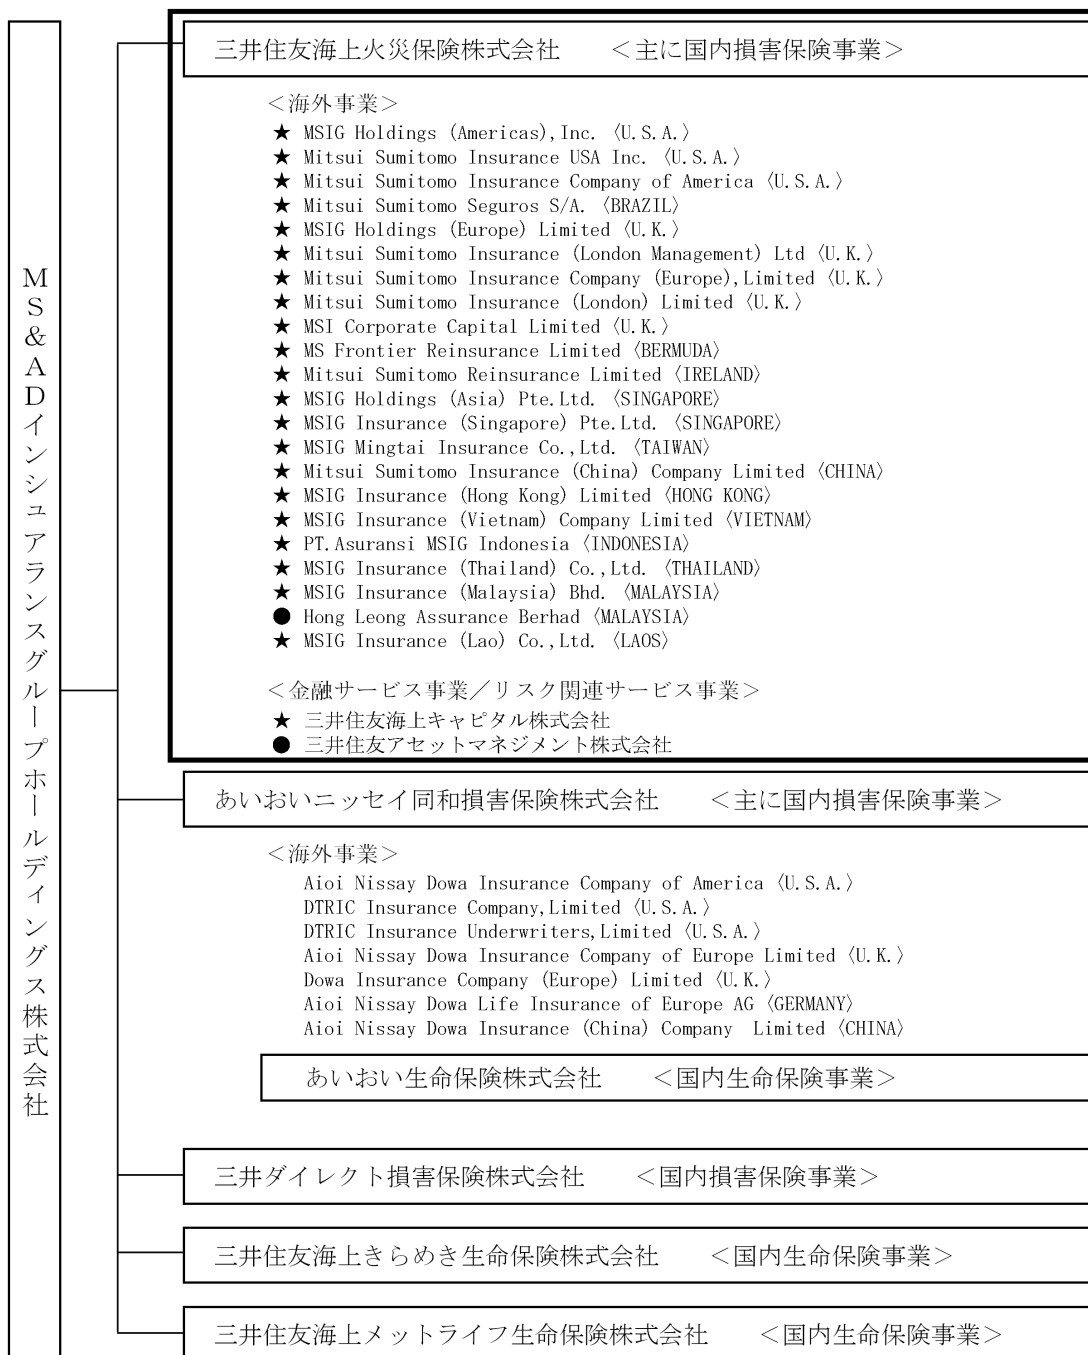 MS&ADインシュアランスグループホールディングス株式会社
三井住友海上火災保険株式会社 ＜主に国内損害保険事業＞
＜海外事業＞
★ MSIG Holdings (Americas),Inc.〈U.S.A.〉
★ Mitsui Sumitomo Insurance USA Inc.〈U.S.A.〉
★ Mitsui Sumitomo Insurance Company of America〈U.S.A.〉
★ Mitsui Sumitomo Seguros S/A.〈BRAZIL〉
★ MSIG Holdings (Europe) Limited〈U.K.〉
★ Mitsui Sumitomo Insurance (London Management) Ltd〈U.K.〉
★ Mitsui Sumitomo Insurance Company (Europe),Limited〈U.K.〉
★ Mitsui Sumitomo Insurance (London) Limited〈U.K.〉
★ MSI Corporate Capital Limited〈U.K.〉
★ MS Frontier Reinsurance Limited〈BERMUDA〉
★ Mitsui Sumitomo Reinsurance Limited〈IRELAND〉
★ MSIG Holdings (Asia) Pte.Ltd.〈SINGAPORE〉
★ MSIG Insurance (Singapore) Pte.Ltd.〈SINGAPORE〉
★ MSIG Mingtai Insurance Co.,Ltd.〈TAIWAN〉
★ Mitsui Sumitomo Insurance (China) Company Limited〈CHINA〉
★ MSIG Insurance (Hong Kong) Limited〈HONG KONG〉
★ MSIG Insurance (Vietnam) Company Limited〈VIETNAM〉
★ PT.Asuransi MSIG Indonesia〈INDONESIA〉
★ MSIG Insurance (Thailand) Co.,Ltd.〈THAILAND〉
★ MSIG Insurance (Malaysia) Bhd.〈MALAYSIA〉
● Hong Leong Assurance Berhad〈MALAYSIA〉
★ MSIG Insurance (Lao) Co.,Ltd.〈LAOS〉
＜金融サービス事業／リスク関連サービス事業＞
★ 三井住友海上キャピタル株式会社
● 三井住友アセットマネジメント株式会社
あいおいニッセイ同和損害保険株式会社 ＜主に国内損害保険事業＞
＜海外事業＞
Aioi Nissay Dowa Insurance Company of America〈U.S.A.〉
DTRIC Insurance Company,Limited〈U.S.A.〉
DTRIC Insurance Underwriters,Limited〈U.S.A.〉
Aioi Nissay Dowa Insurance Company of Europe Limited〈U.K.〉
Dowa Insurance Company (Europe) Limited〈U.K.〉
Aioi Nissay Dowa Life Insurance of Europe AG〈GERMANY〉
Aioi Nissay Dowa Insurance (China) Company Limited〈CHINA〉
あいおい生命保険株式会社 ＜国内生命保険事業＞
三井ダイレクト損害保険株式会社 ＜国内損害保険事業＞
三井住友海上きらめき生命保険株式会社 ＜国内生命保険事業＞
三井住友海上メットライフ生命保険株式会社 ＜国内生命保険事業＞